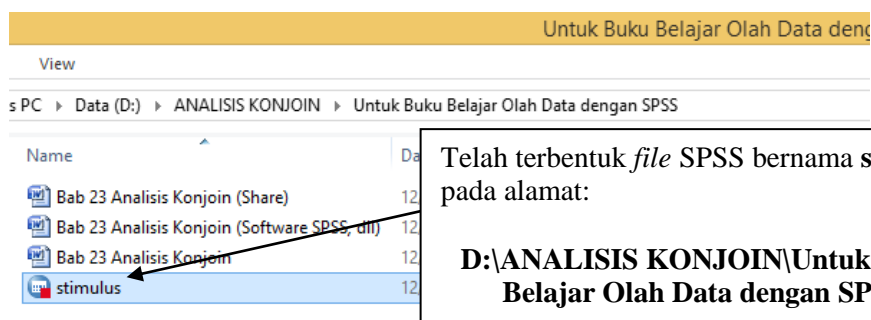 Untuk Buku Belajar Olah Data deng
View
s PC Data (D:) ANALISIS KONJOIN Untuk Buku Belajar Olah Data dengan SPSS
Name Da
Bab 23 Analisis Konjoin (Share) 12,
Bab 23 Analisis Konjoin (Software SPSS, dll) 12,
Bab 23 Analisis Konjoin 12,
stimulus 12,
Telah terbentuk file SPSS bernama s
pada alamat:
D:\ANALISIS KONJOIN\Untuk
Belajar Olah Data dengan SP